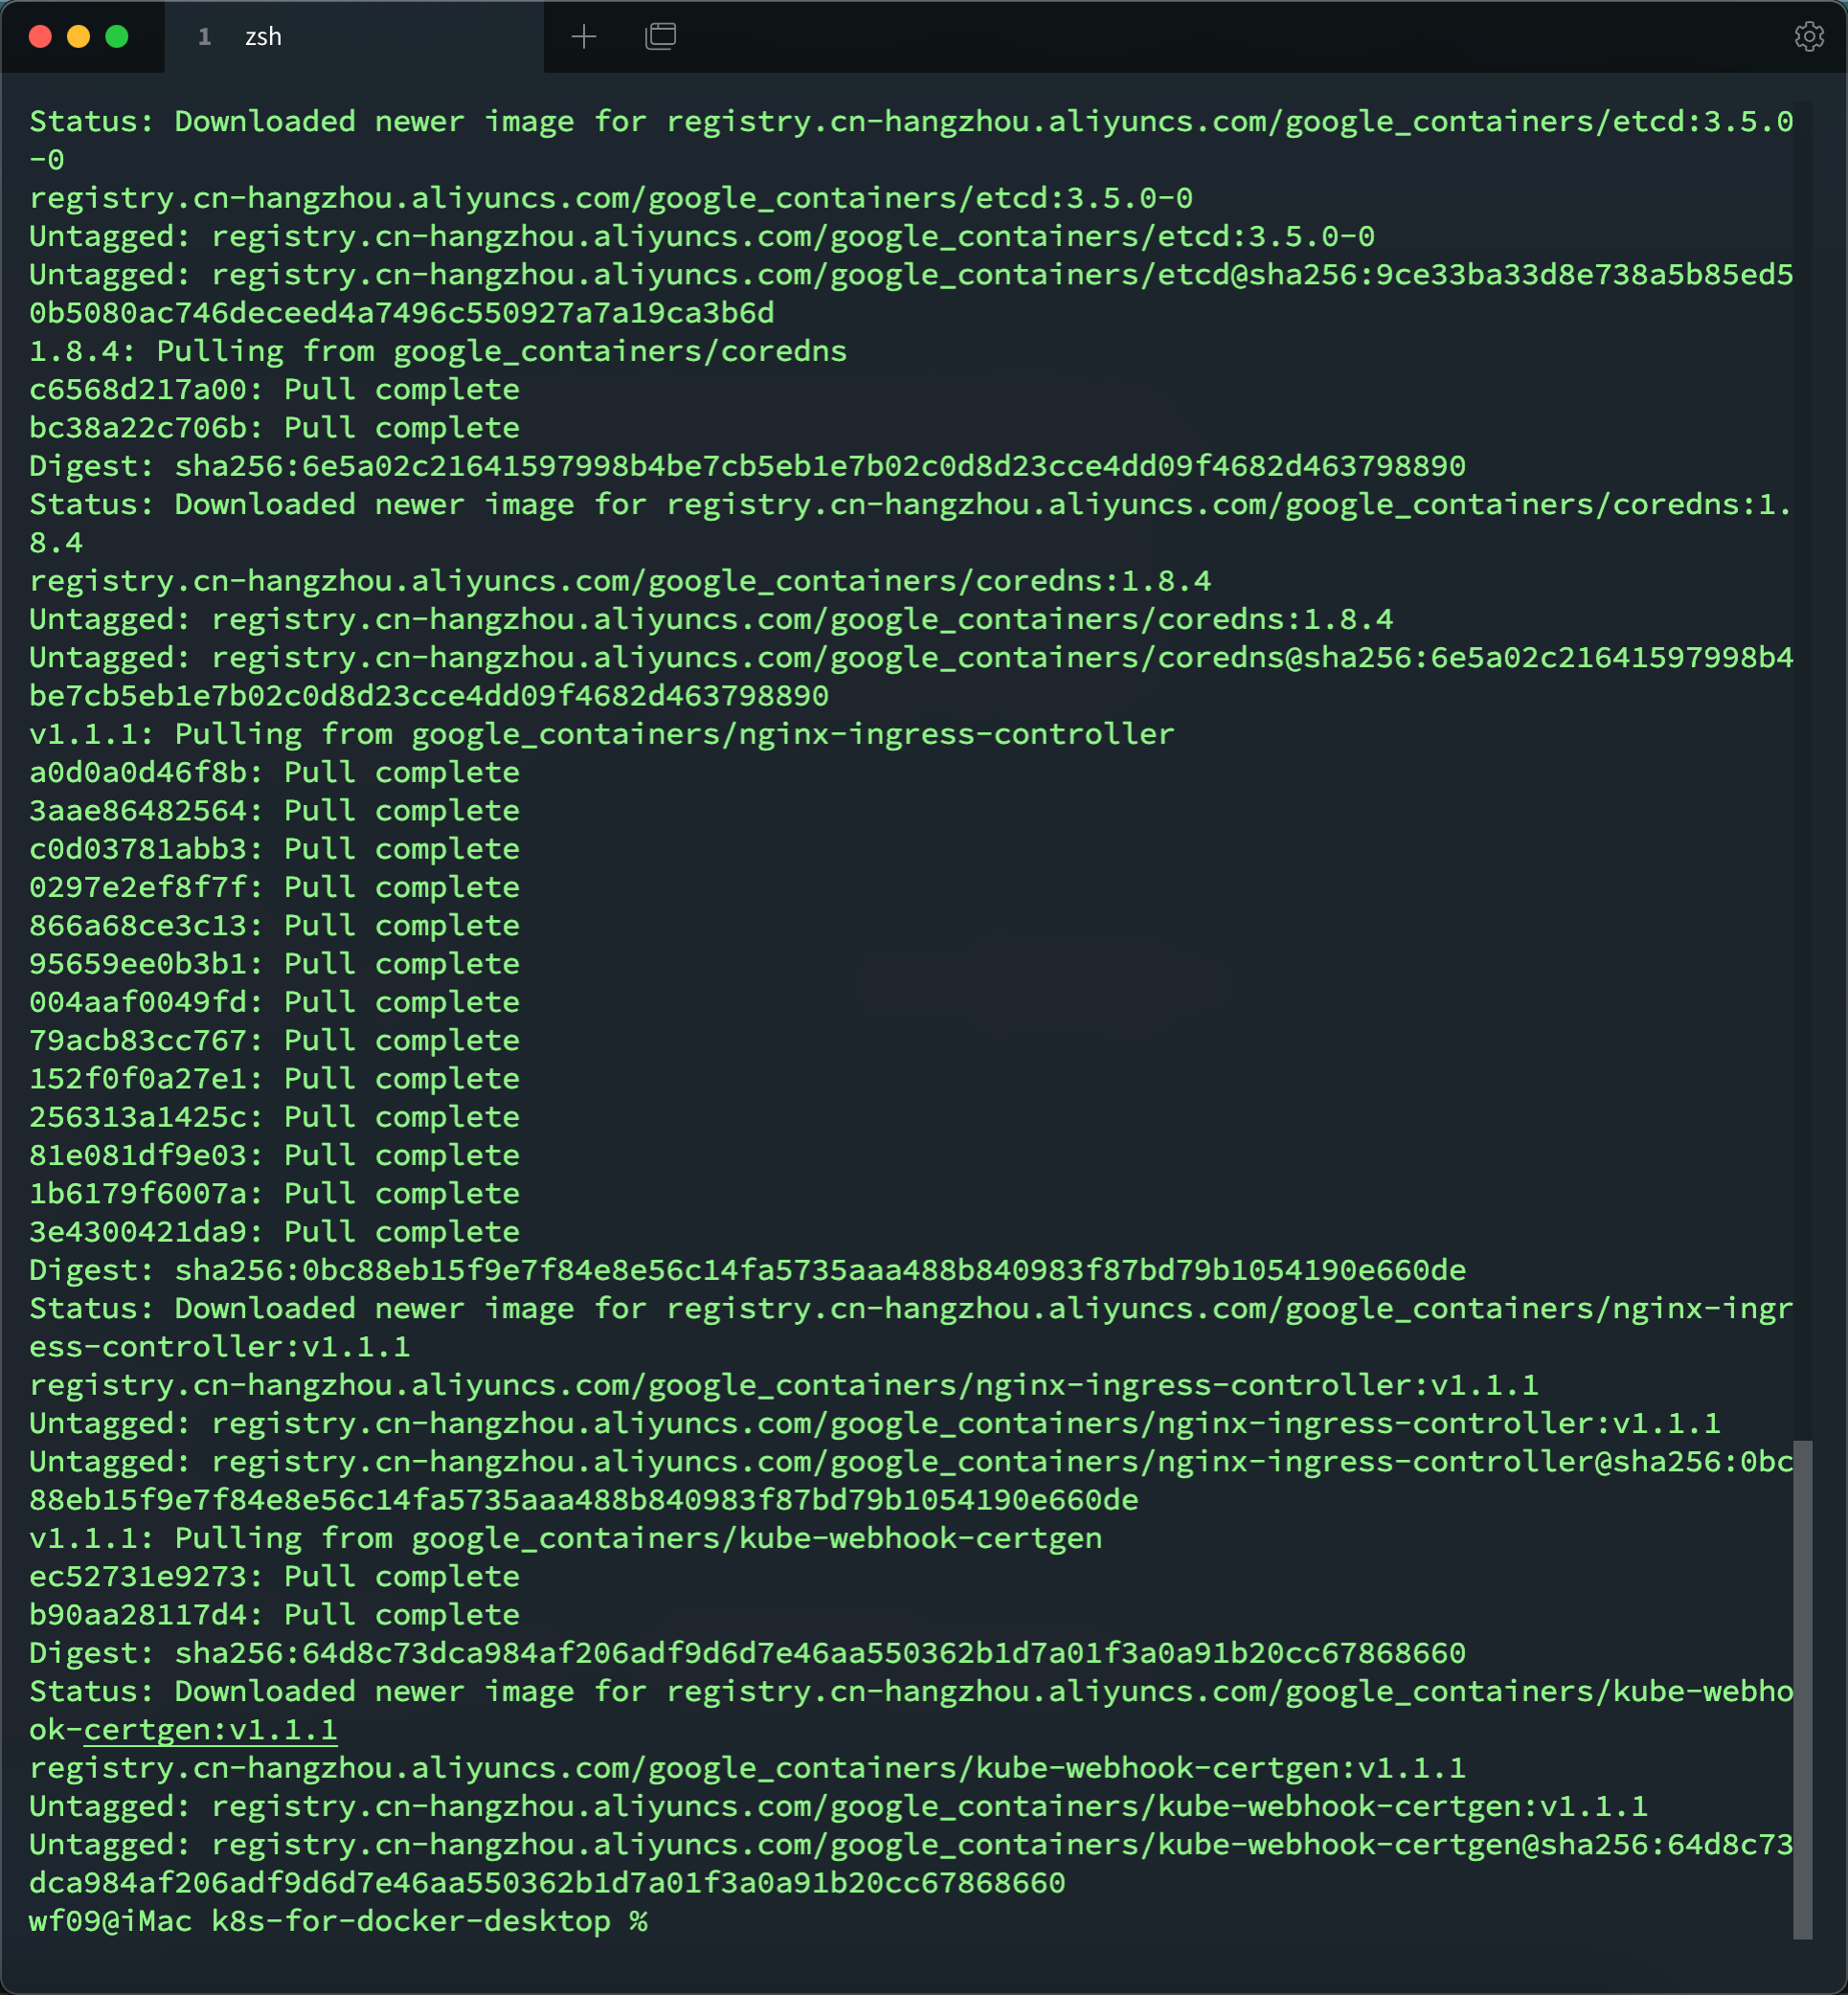 1 zsh
Status: Downloaded newer image for registry.cn-hangzhou.aliyuncs.com/google_containers/etcd:3.5.0
-0
registry.cn-hangzhou.aliyuncs.com/google_containers/etcd:3.5.0-0
Untagged: registry.cn-hangzhou.aliyuncs.com/google_containers/etcd:3.5.0-0
Untagged: registry.cn-hangzhou.aliyuncs.com/google_containers/etcd@sha256:9ce33ba33d8e738a5b85ed5
0b5080ac746deceed4a7496c550927a7a19ca3b6d
1.8.4: Pulling from google_containers/coredns
c6568d217a00: Pull complete
bc38a22c706b: Pull complete
Digest: sha256:6e5a02c21641597998b4be7cb5eb1e7b02c0d8d23cce4dd09f4682d463798890
Status: Downloaded newer image for registry.cn-hangzhou.aliyuncs.com/google_containers/coredns:1.
8.4
registry.cn-hangzhou.aliyuncs.com/google_containers/coredns:1.8.4
Untagged: registry.cn-hangzhou.aliyuncs.com/google_containers/coredns:1.8.4
Untagged: registry.cn-hangzhou.aliyuncs.com/google_containers/coredns@sha256:6e5a02c21641597998b4
be7cb5eb1e7b02c0d8d23cce4dd09f4682d463798890
v1.1.1: Pulling from google_containers/nginx-ingress-controller
a0d0a0d46f8b: Pull complete
3aae86482564: Pull complete
c0d03781abb3: Pull complete
0297e2ef8f7f: Pull complete
866a68ce3c13: Pull complete
95659ee0b3b1: Pull complete
004aaf0049fd: Pull complete
79acb83cc767: Pull complete
152f0f0a27e1: Pull complete
256313a1425c: Pull complete
81e081df9e03: Pull complete
1b6179f6007a: Pull complete
3e4300421da9: Pull complete
Digest: sha256:0bc88eb15f9e7f84e8e56c14fa5735aaa488b840983f87bd79b1054190e660de
Status: Downloaded newer image for registry.cn-hangzhou.aliyuncs.com/google_containers/nginx-ingr
ess-controller:v1.1.1
registry.cn-hangzhou.aliyuncs.com/google_containers/nginx-ingress-controller:v1.1.1
Untagged: registry.cn-hangzhou.aliyuncs.com/google_containers/nginx-ingress-controller:v1.1.1
Untagged: registry.cn-hangzhou.aliyuncs.com/google_containers/nginx-ingress-controller@sha256:0bc
88eb15f9e7f84e8e56c14fa5735aaa488b840983f87bd79b1054190e660de
v1.1.1: Pulling from google_containers/kube-webhook-certgen
ec52731e9273: Pull complete
b90aa28117d4: Pull complete
Digest: sha256:64d8c73dca984af206adf9d6d7e46aa550362b1d7a01f3a0a91b20cc67868660
Status: Downloaded newer image for registry.cn-hangzhou.aliyuncs.com/google_containers/kube-webho
ok-certgen:v1.1.1
registry.cn-hangzhou.aliyuncs.com/google_containers/kube-webhook-certgen:v1.1.1
Untagged: registry.cn-hangzhou.aliyuncs.com/google_containers/kube-webhook-certgen:v1.1.1
Untagged: registry.cn-hangzhou.aliyuncs.com/google_containers/kube-webhook-certgen@sha256:64d8c73
dca984af206adf9d6d7e46aa550362b1d7a01f3a0a91b20cc67868660
wf09@iMac k8s-for-docker-desktop %